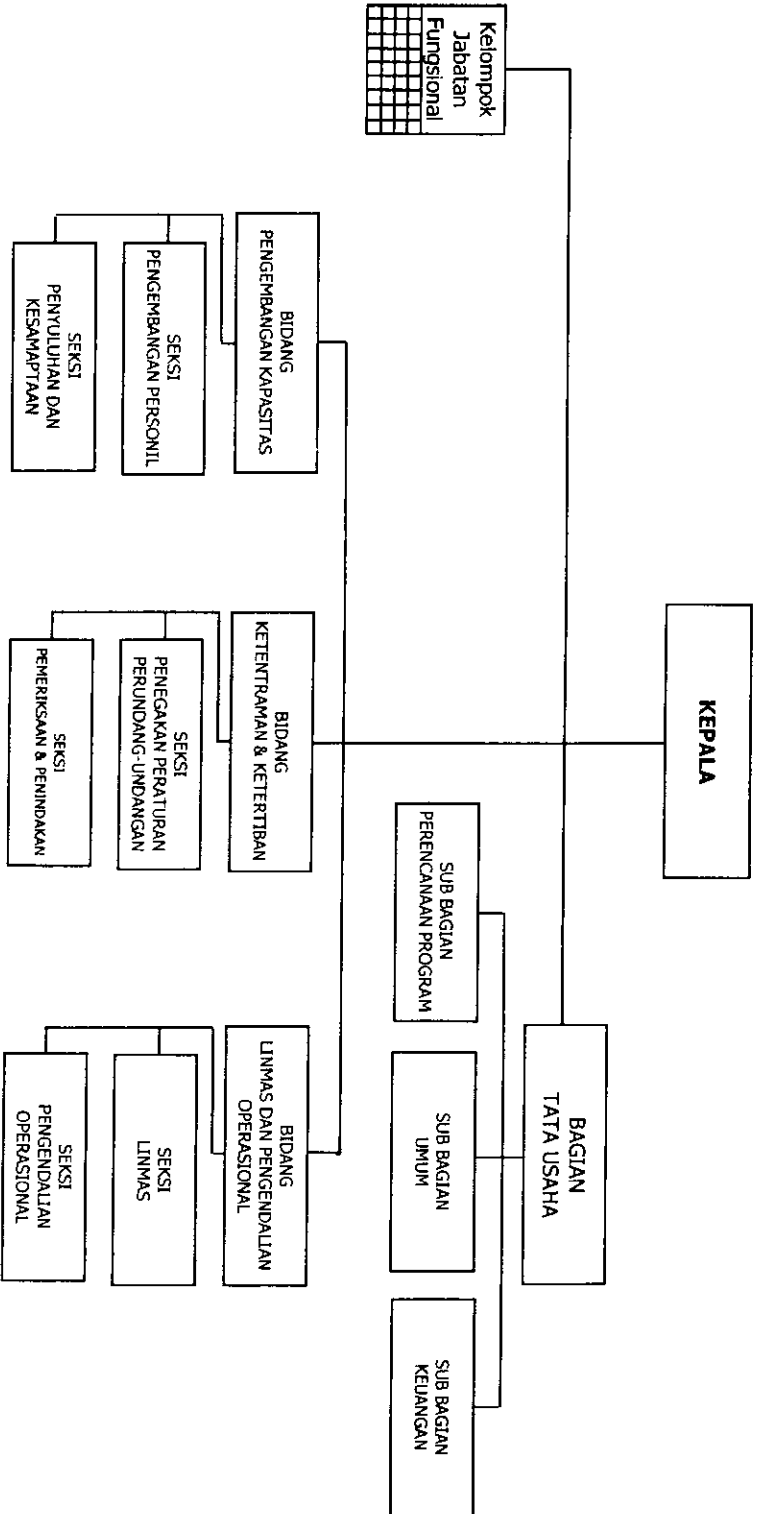 KEPALA
Kelompok
Jabatan
Fungsional
BAGIAN
TATA USAHA
SUB BAGIAN
PERENCANAAN PROGRAM
SUB BAGIAN
UMUM
SUB BAGIAN
KEUANGAN
BIDANG
PENGEMBANGAN KAPASITAS
SEKSI
PENGEMBANGAN PERSONIL
SEKSI
PENYULUHAN DAN
KESAMAPTAAN
BIDANG
KETENTRAMAN & KETERTIBAN
SEKSI
PENEGAKAN PERATURAN
PERUNDANG-UNDANGAN
SEKSI
PEMERIKSAAN & PENINDAKAN
BIDANG
LINMAS DAN PENGENDALIAN
OPERASIONAL
SEKSI
LINMAS
SEKSI
PENGENDALIAN
OPERASIONAL